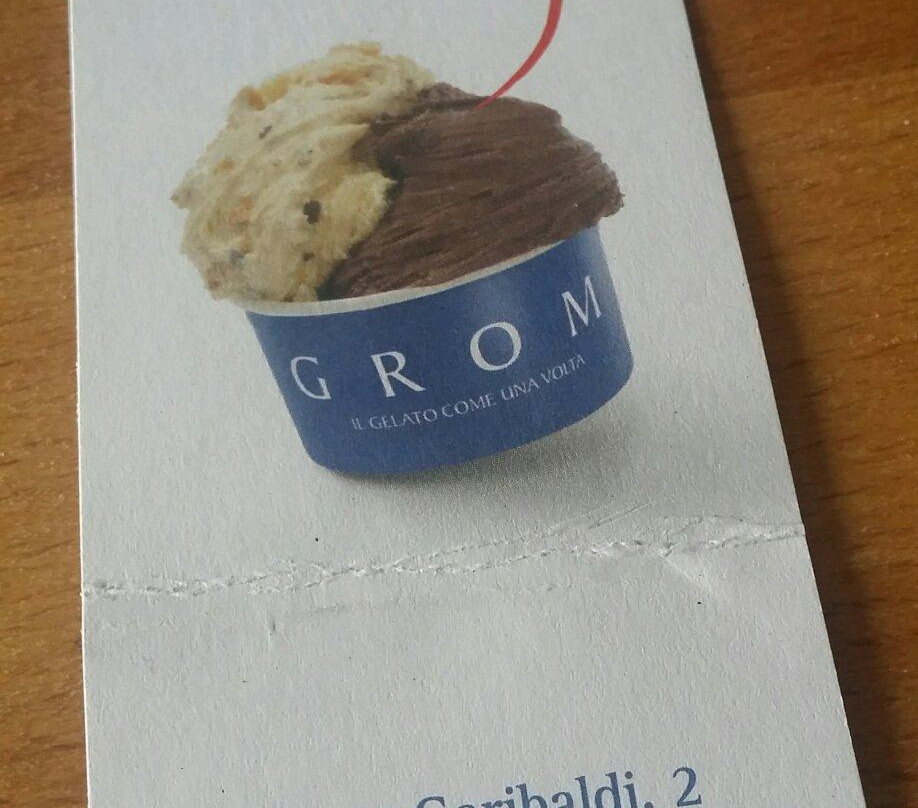 GROM
IL GELATO COME UNA VOLTA
Garibaldi, 2